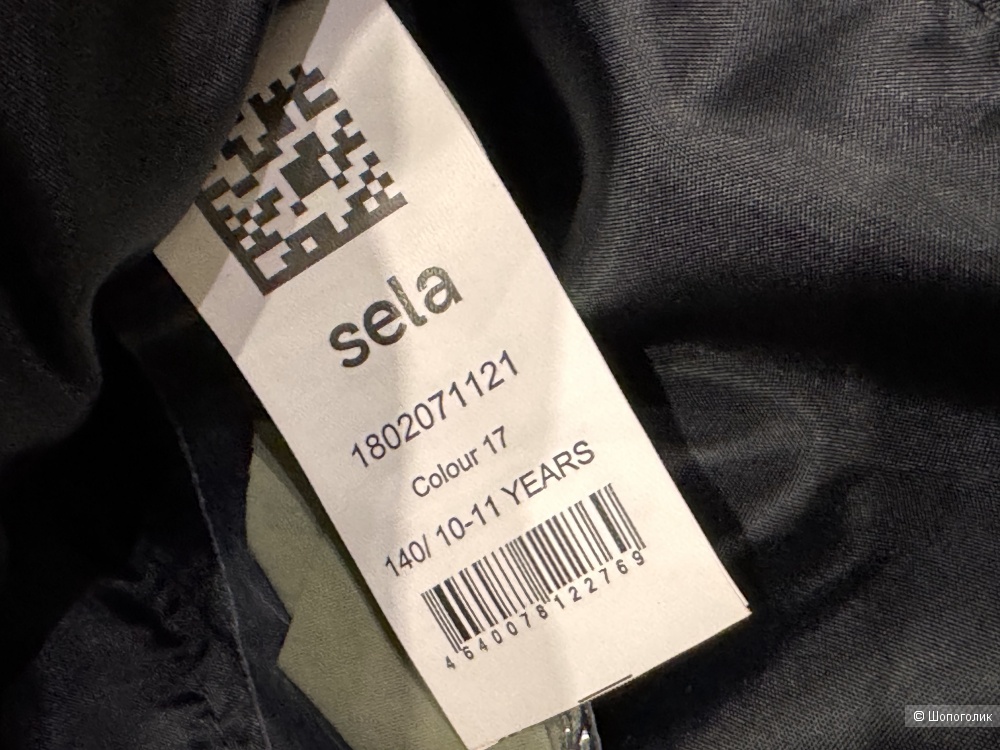 sela
1802071121
Colour 17
140/ 10-11 YEARS
4640078122769
© Шопоголик